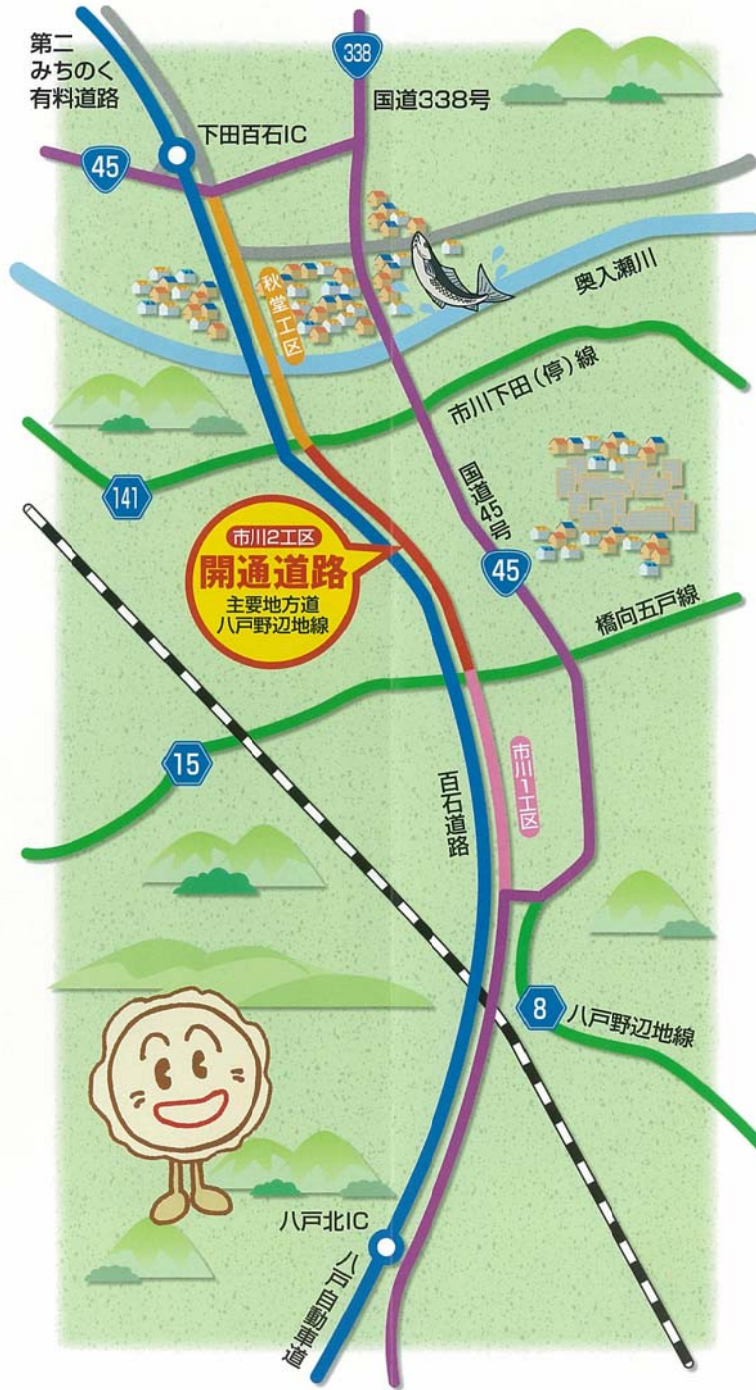 第二
みちのく
有料道路
338
国道338号
下田百石IC
45
奥入瀬川
秋堂工区
市川下田(停)線
141
国道45号
45
市川2工区
開通道路
主要地方道
八戸野辺地線
橋向五戸線
15
百石道路
市川1工区
8
八戸野辺地線
八戸北IC
八戸自動車道